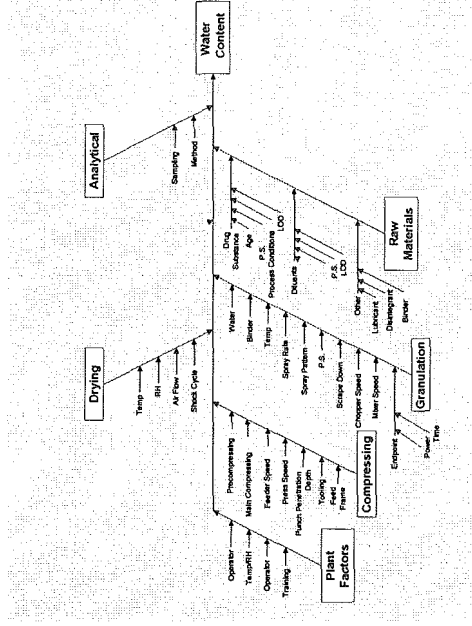 Water
Content
Analytical
Sampling
Method
Drying
Temp
RH
Air Flow
Shock Cycle
Raw
Materials
Drug
Substance
Age
P.S.
Process Conditions
LOD
Diluents
P.S.
LOD
Other
Lubricant
Disintegrant
Binder
Granulation
Water
Binder
Temp
Spray Rate
Spray Pattern
P.S.
Scrape Down
Chopper Speed
Mixer Speed
Endpoint
Power
Time
Compressing
Precompressing
Main Compressing
Feeder Speed
Press Speed
Punch Penetration
Depth
Tooling
Feed
Frame
Plant
Factors
Operator
Temp/RH
Operator
Training